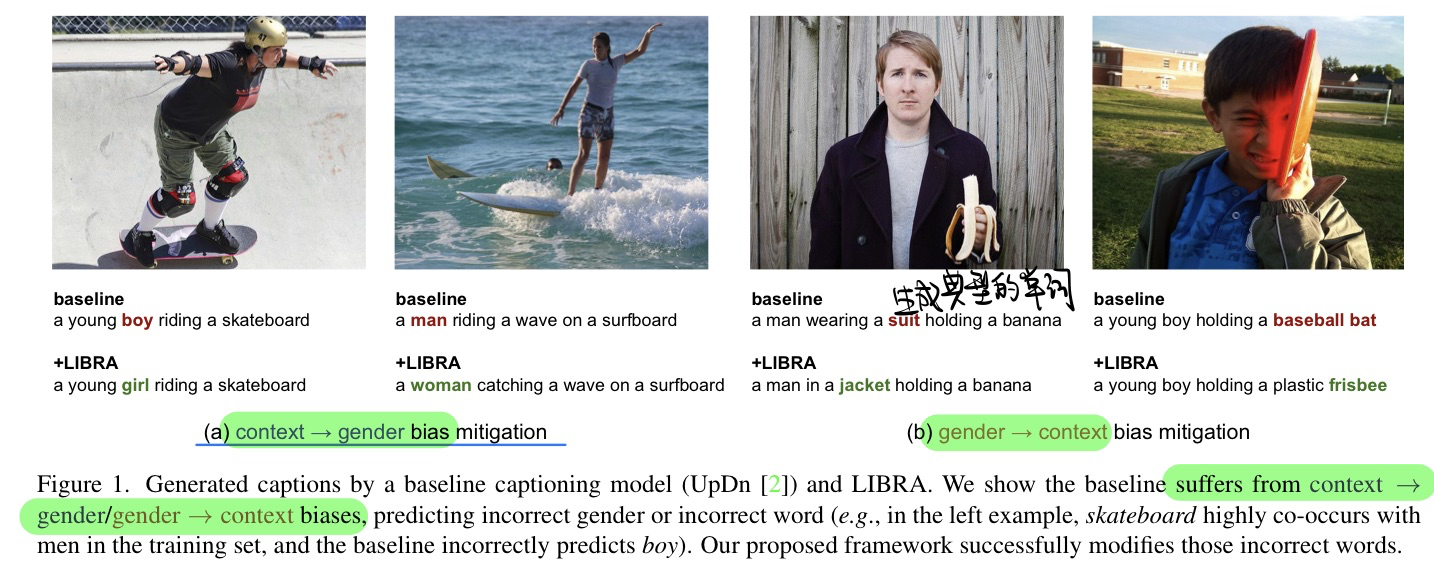 47
baseline
a young boy riding a skateboard
+LIBRA
a young girl riding a skateboard
baseline
a man riding a wave on a surfboard
+LIBRA
a woman catching a wave on a surfboard
(a) context → gender bias mitigation
生成典型的单词
baseline
a man wearing a suit holding a banana
+LIBRA
a man in a jacket holding a banana
baseline
a young boy holding a baseball bat
+LIBRA
a young boy holding a plastic frisbee
(b) gender → context bias mitigation
Figure 1. Generated captions by a baseline captioning model (UpDn [2]) and LIBRA. We show the baseline suffers from context →
gender/gender → context biases, predicting incorrect gender or incorrect word (e.g., in the left example, skateboard highly co-occurs with
men in the training set, and the baseline incorrectly predicts boy). Our proposed framework successfully modifies those incorrect words.